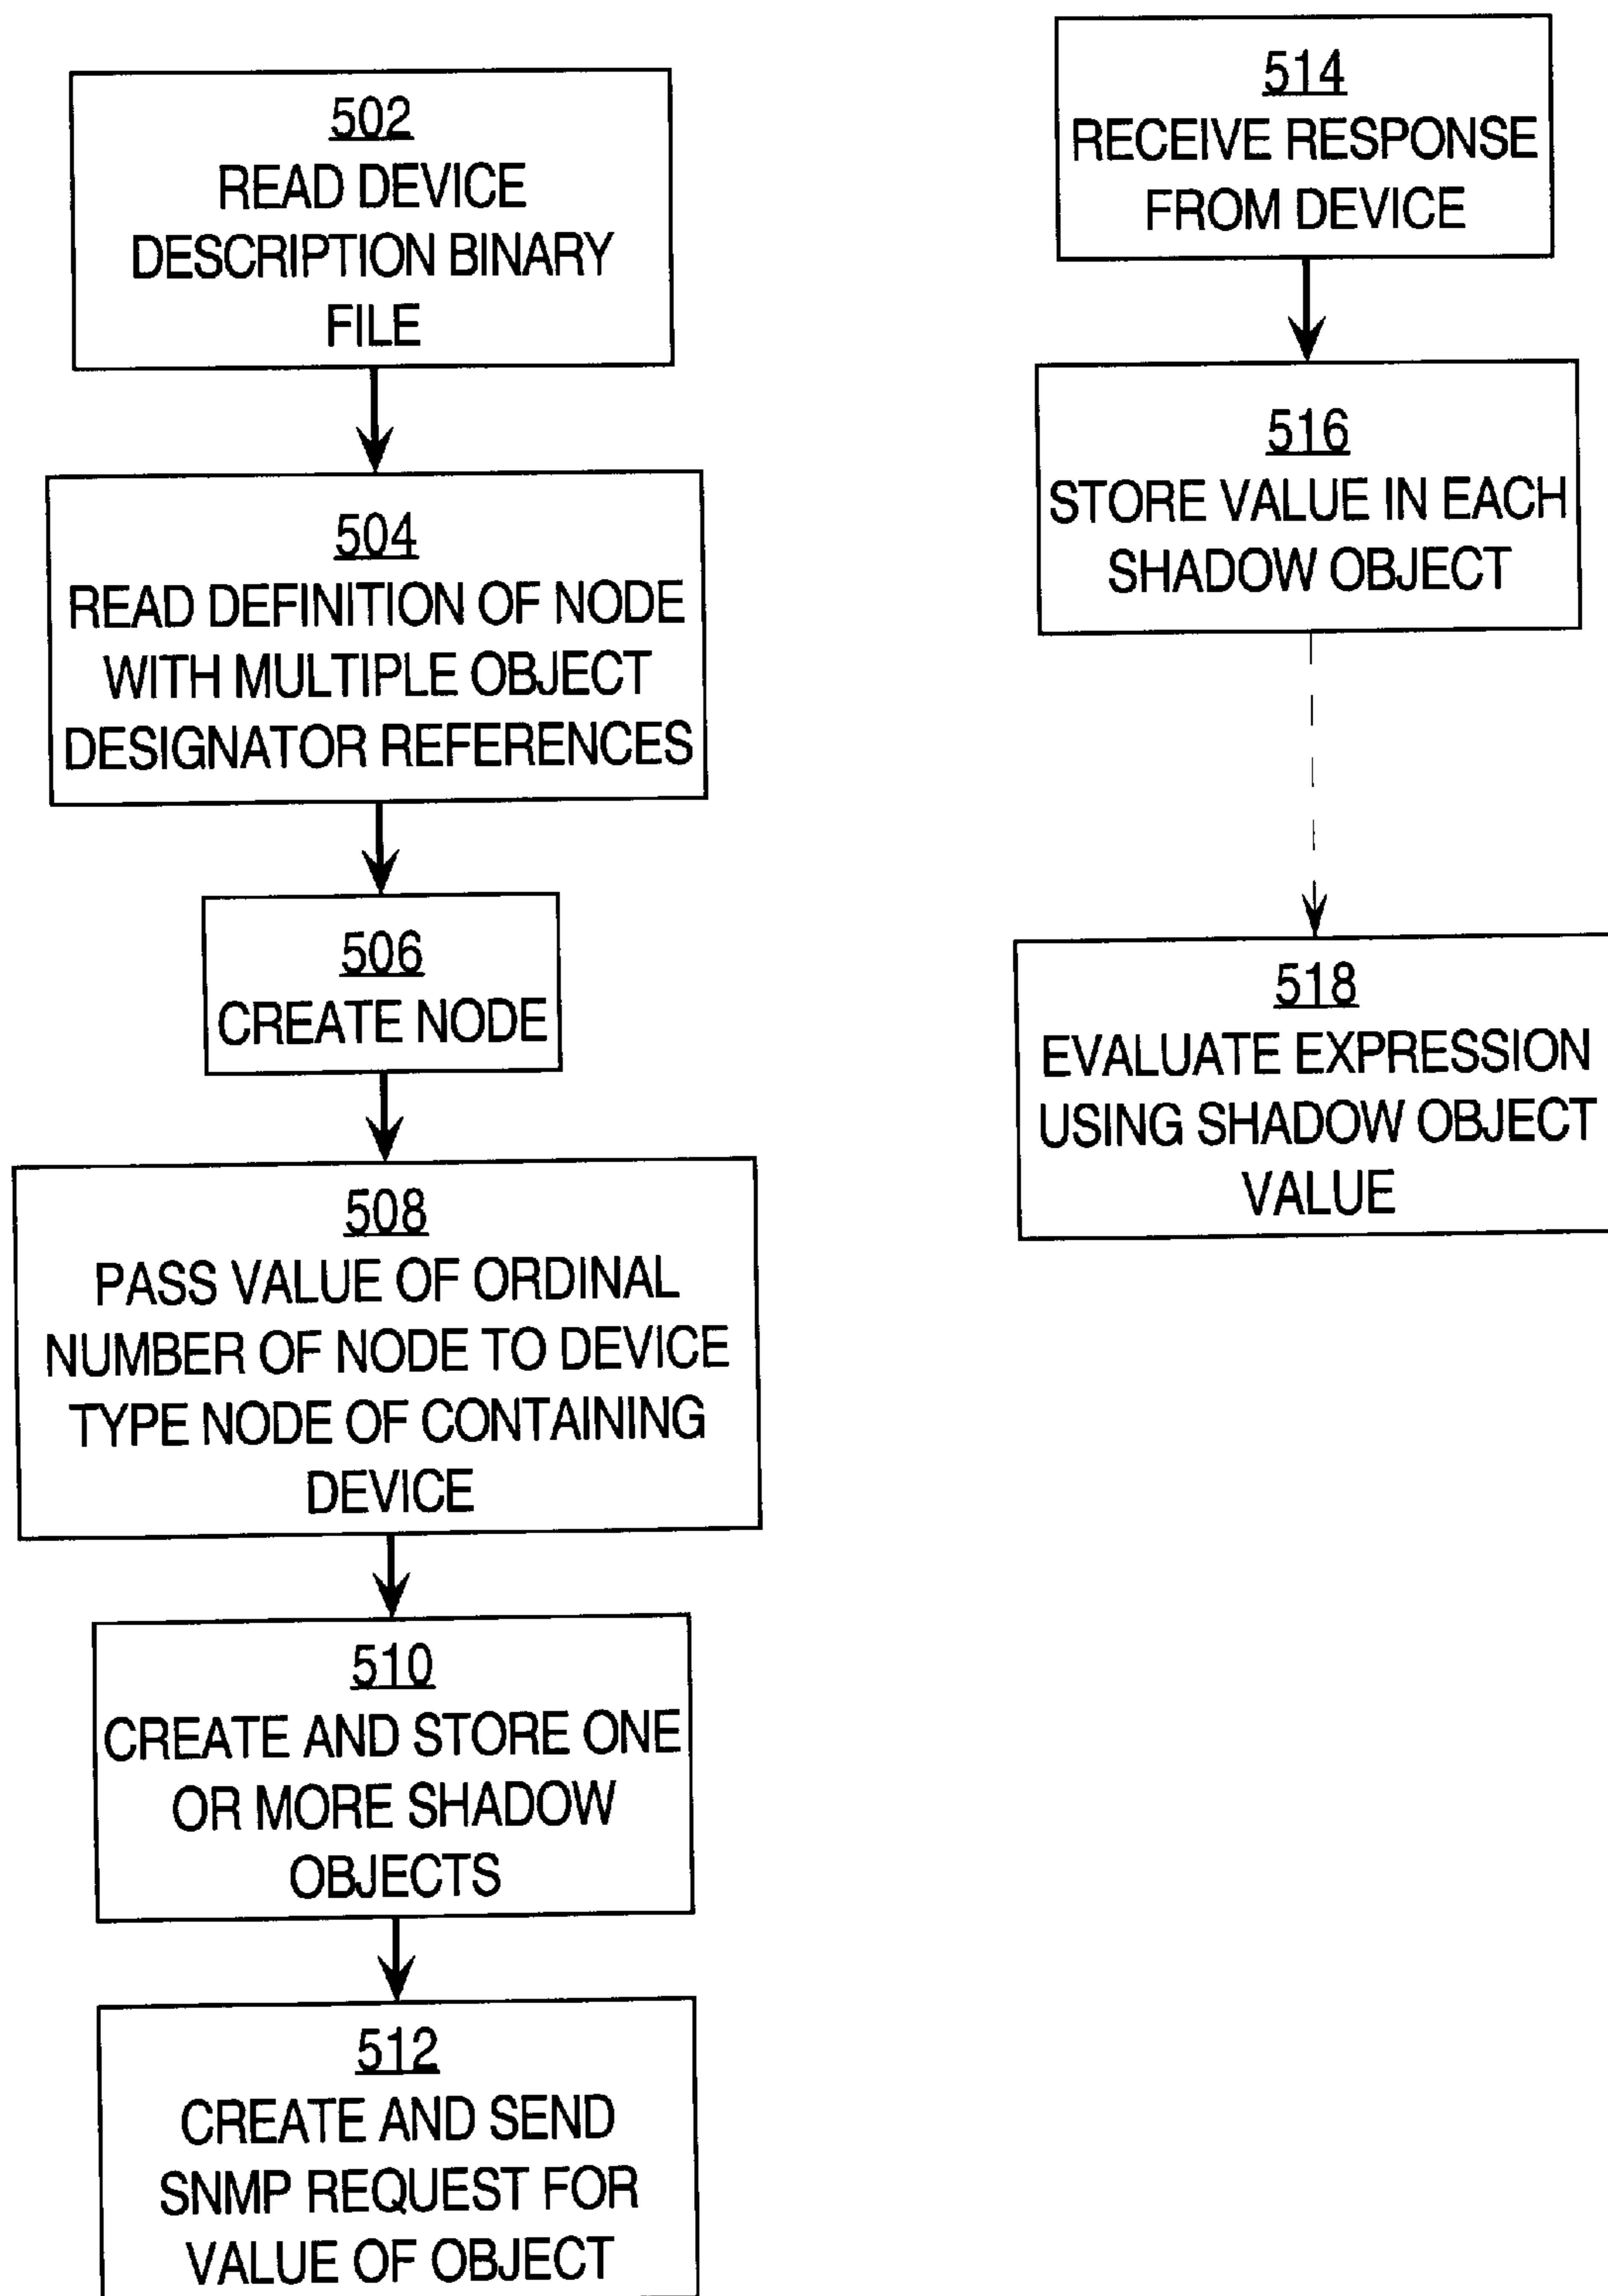 502
READ DEVICE
DESCRIPTION BINARY
FILE
504
READ DEFINITION OF NODE
WITH MULTIPLE OBJECT
DESIGNATOR REFERENCES
506
CREATE NODE
508
PASS VALUE OF ORDINAL
NUMBER OF NODE TO DEVICE
TYPE NODE OF CONTAINING
DEVICE
510
CREATE AND STORE ONE
OR MORE SHADOW
OBJECTS
512
CREATE AND SEND
SNMP REQUEST FOR
VALUE OF OBJECT
514
RECEIVE RESPONSE
FROM DEVICE
516
STORE VALUE IN EACH
SHADOW OBJECT
518
EVALUATE EXPRESSION
USING SHADOW OBJECT
VALUE